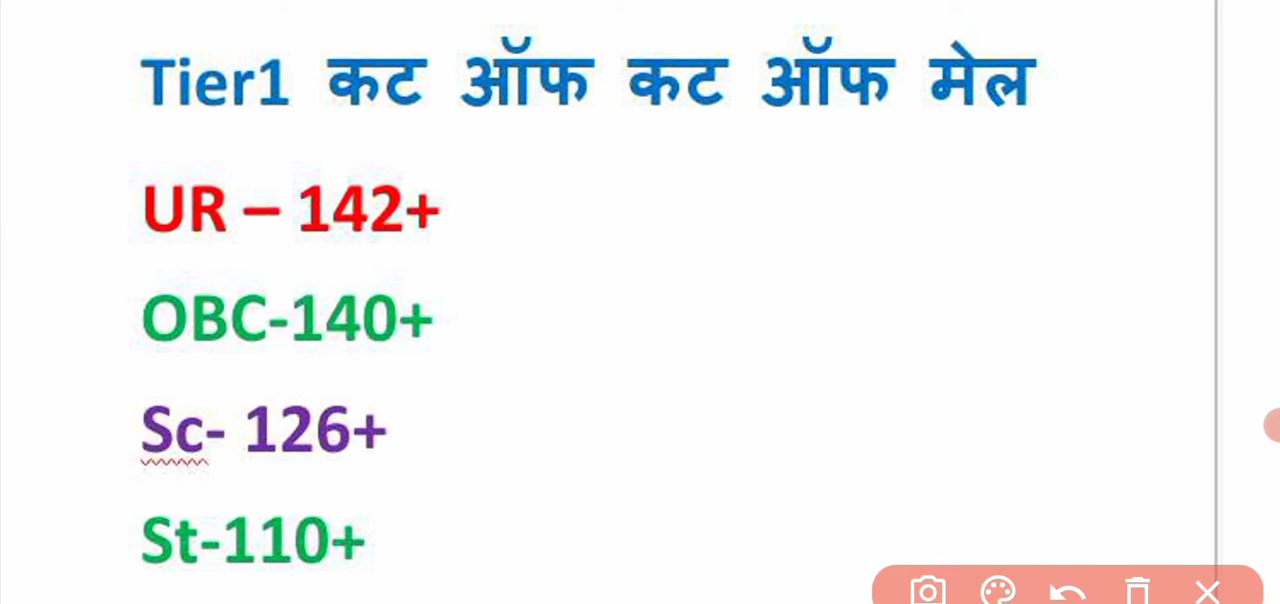 Tier1 कट ऑफ कट ऑफ मेल
UR – 142+
OBC-140+
Sc- 126+
St-110+